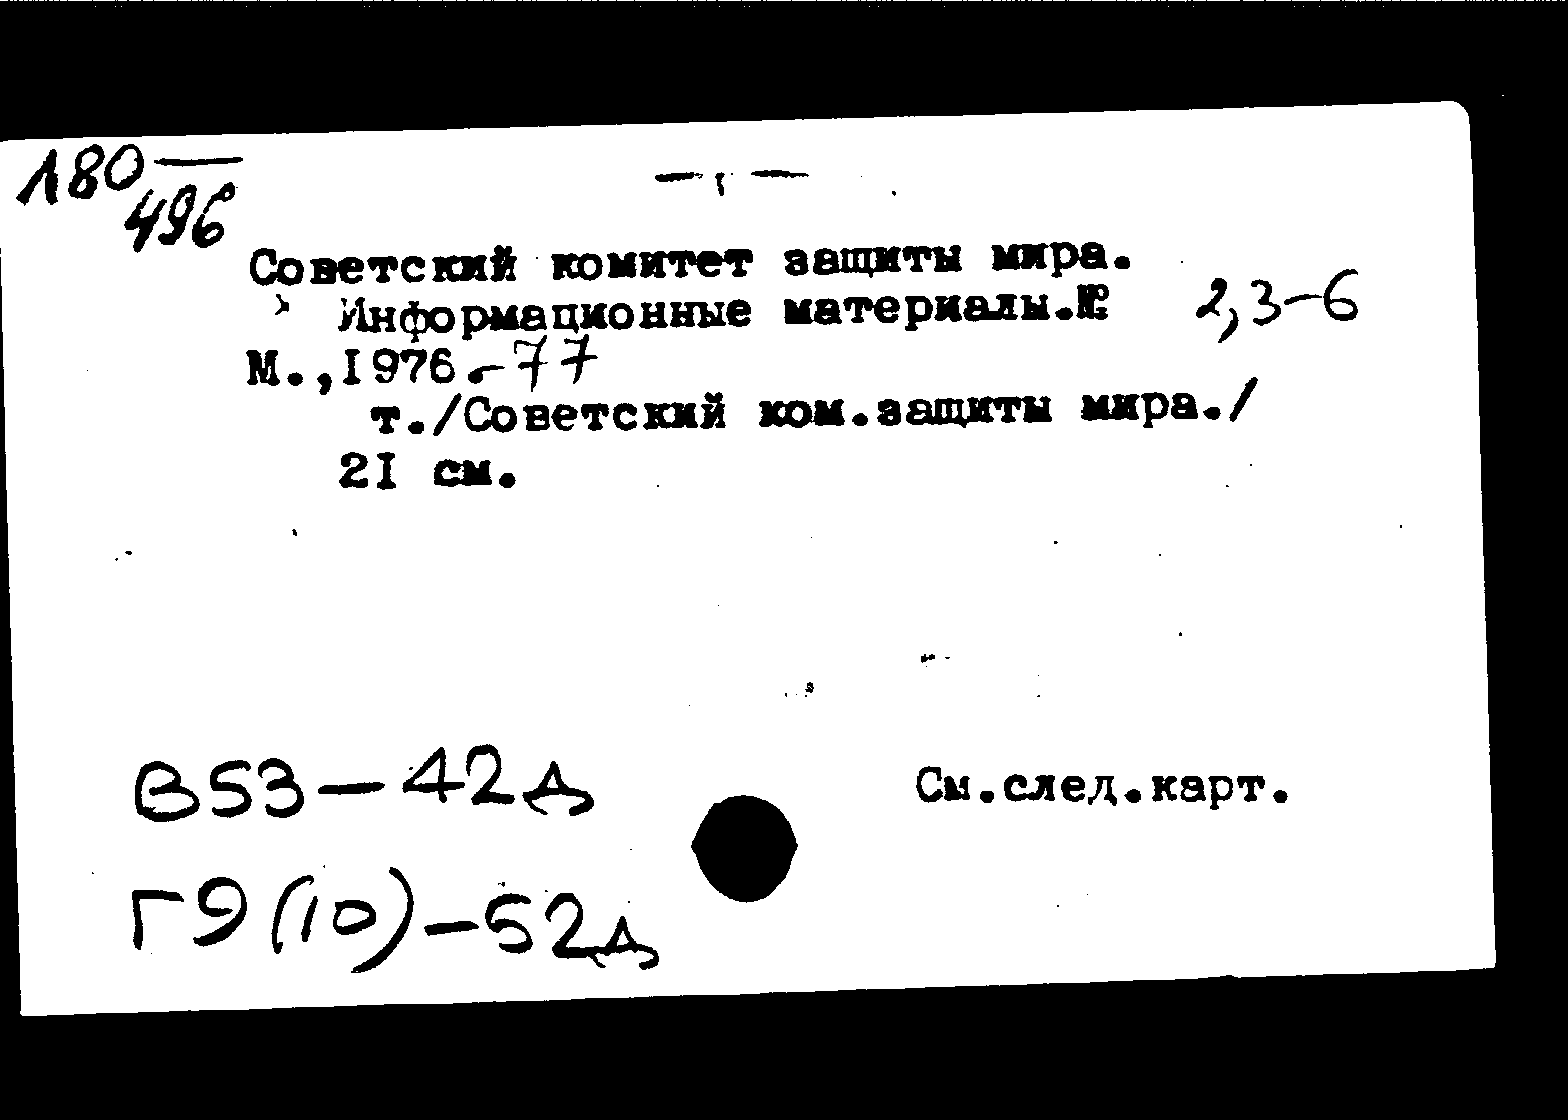 180
496
Советский комитет защиты мира.
Информационные материалы.№ 2,3-6
М.,1976.-77
т./Советский ком.защиты мира./
21 см.
В53-42д
См.след.карт.
Г9(10)-52д